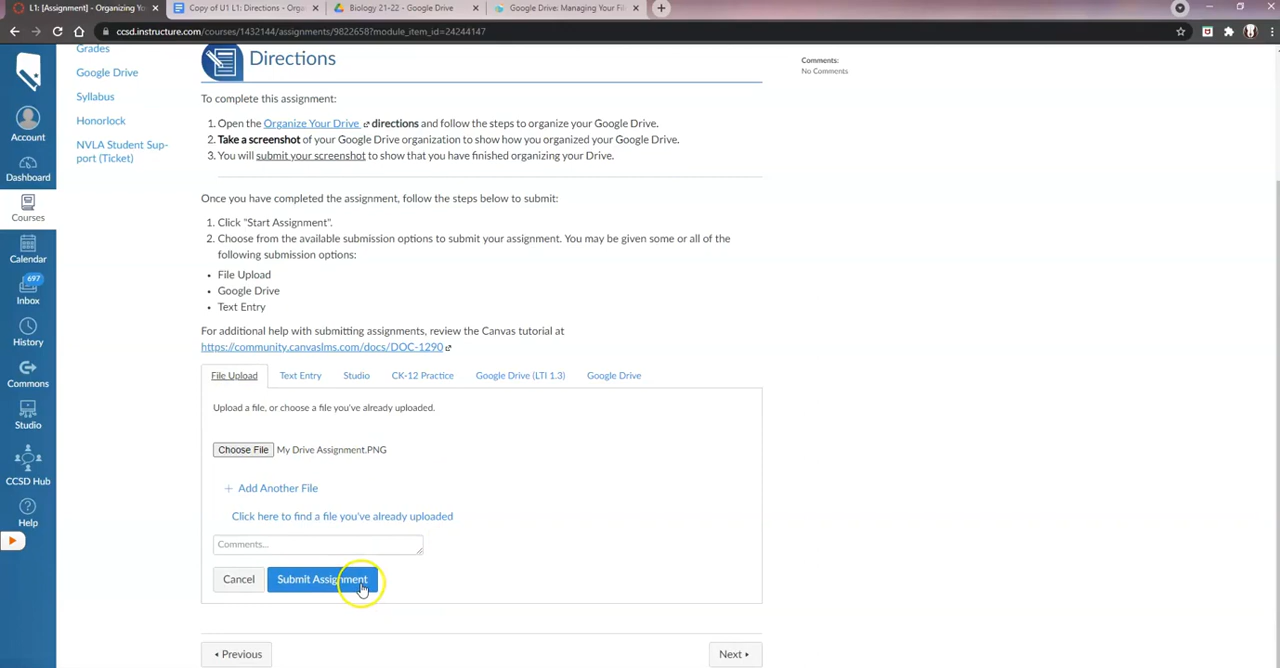 L1: [Assignment] - Organizing Yo
Copy of U1 L1: Directions - Orga
Biology 21-22 - Google Drive
Google Drive: Managing Your Fi
ccsd.instructure.com/courses/1432144/assignments/9822658?module_item_id=24244147
Account
Dashboard
Courses
Calendar
697
Inbox
History
Commons
Studio
CCSD Hub
Help
Grades
Google Drive
Syllabus
Honorlock
NVLA Student Sup-
port (Ticket)
Directions
Comments:
No Comments
To complete this assignment:
1. Open the Organize Your Drive directions and follow the steps to organize your Google Drive.
2. Take a screenshot of your Google Drive organization to show how you organized your Google Drive.
3. You will submit your screenshot to show that you have finished organizing your Drive.
Once you have completed the assignment, follow the steps below to submit:
1. Click "Start Assignment".
2. Choose from the available submission options to submit your assignment. You may be given some or all of the
following submission options:
• File Upload
• Google Drive
• Text Entry
For additional help with submitting assignments, review the Canvas tutorial at
https://community.canvaslms.com/docs/DOC-1290
File Upload Text Entry Studio CK-12 Practice Google Drive (LTI 1.3) Google Drive
Upload a file, or choose a file you've already uploaded.
Choose File My Drive Assignment.PNG
+ Add Another File
Click here to find a file you've already uploaded
Comments...
Cancel Submit Assignment
Previous
Next